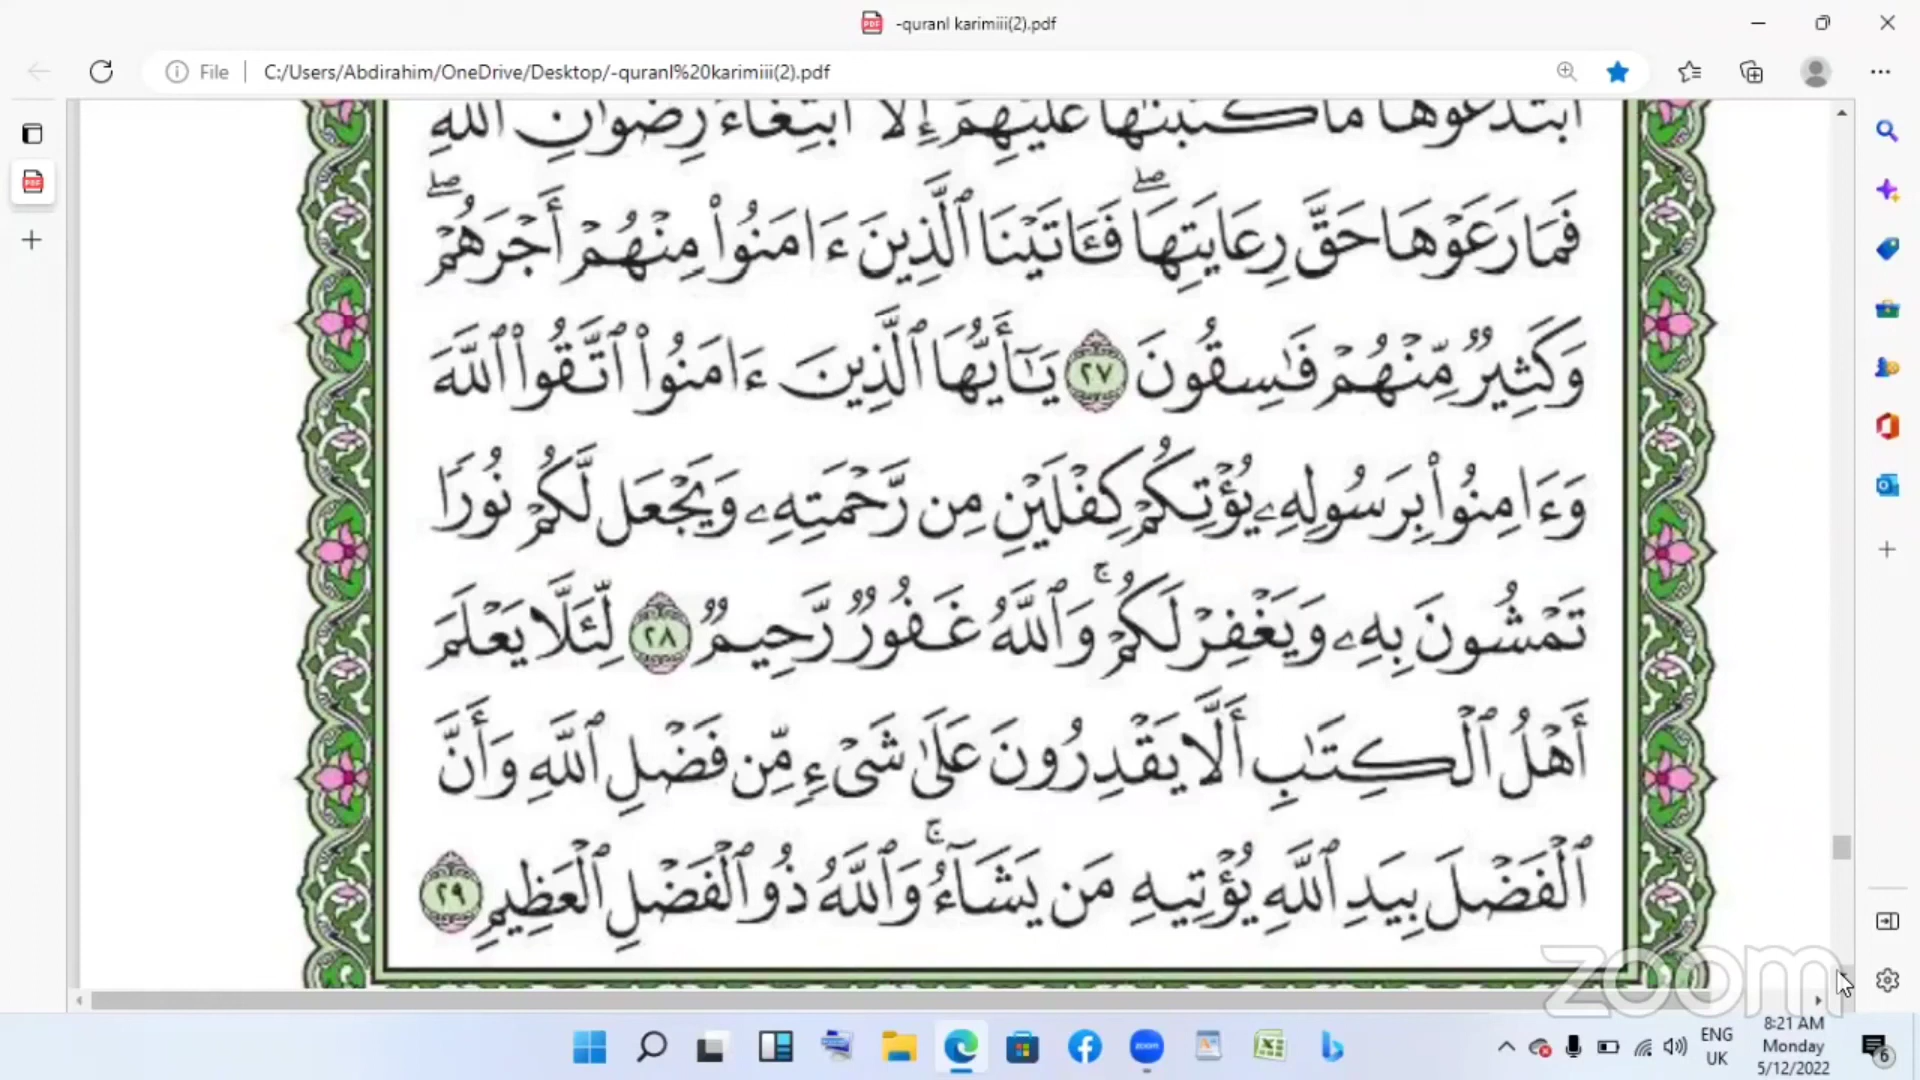 -quranI karimiii(2).pdf
File C:/Users/Abdirahim/OneDrive/Desktop/-quranI%20karimiii(2).pdf
ٱبۡتَدَعُوهَا مَا كَتَبۡنَٰهَا عَلَيۡهِمۡ إِلَّا ٱبۡتِغَآءَ رِضۡوَٰنِ ٱللَّهِ
فَمَا رَعَوۡهَا حَقَّ رِعَايَتِهَاۖ فَـَٔاتَيۡنَا ٱلَّذِينَ ءَامَنُواْ مِنۡهُمۡ أَجۡرَهُمۡۖ
وَكَثِيرٞ مِّنۡهُمۡ فَٰسِقُونَ ٢٧ يَٰٓأَيُّهَا ٱلَّذِينَ ءَامَنُواْ ٱتَّقُواْ ٱللَّهَ
وَءَامِنُواْ بِرَسُولِهِۦ يُؤۡتِكُمۡ كِفۡلَيۡنِ مِن رَّحۡمَتِهِۦ وَيَجۡعَل لَّكُمۡ نُورٗا
تَمۡشُونَ بِهِۦ وَيَغۡفِرۡ لَكُمۡۚ وَٱللَّهُ غَفُورٞ رَّحِيمٞ ٢٨ لِّئَلَّا يَعۡلَمَ
أَهۡلُ ٱلۡكِتَٰبِ أَلَّا يَقۡدِرُونَ عَلَىٰ شَيۡءٖ مِّن فَضۡلِ ٱللَّهِ وَأَنَّ
ٱلۡفَضۡلَ بِيَدِ ٱللَّهِ يُؤۡتِيهِ مَن يَشَآءُۚ وَٱللَّهُ ذُو ٱلۡفَضۡلِ ٱلۡعَظِيمِ ٢٩
zoom
ENG
UK
8:21 AM
Monday
5/12/2022
6